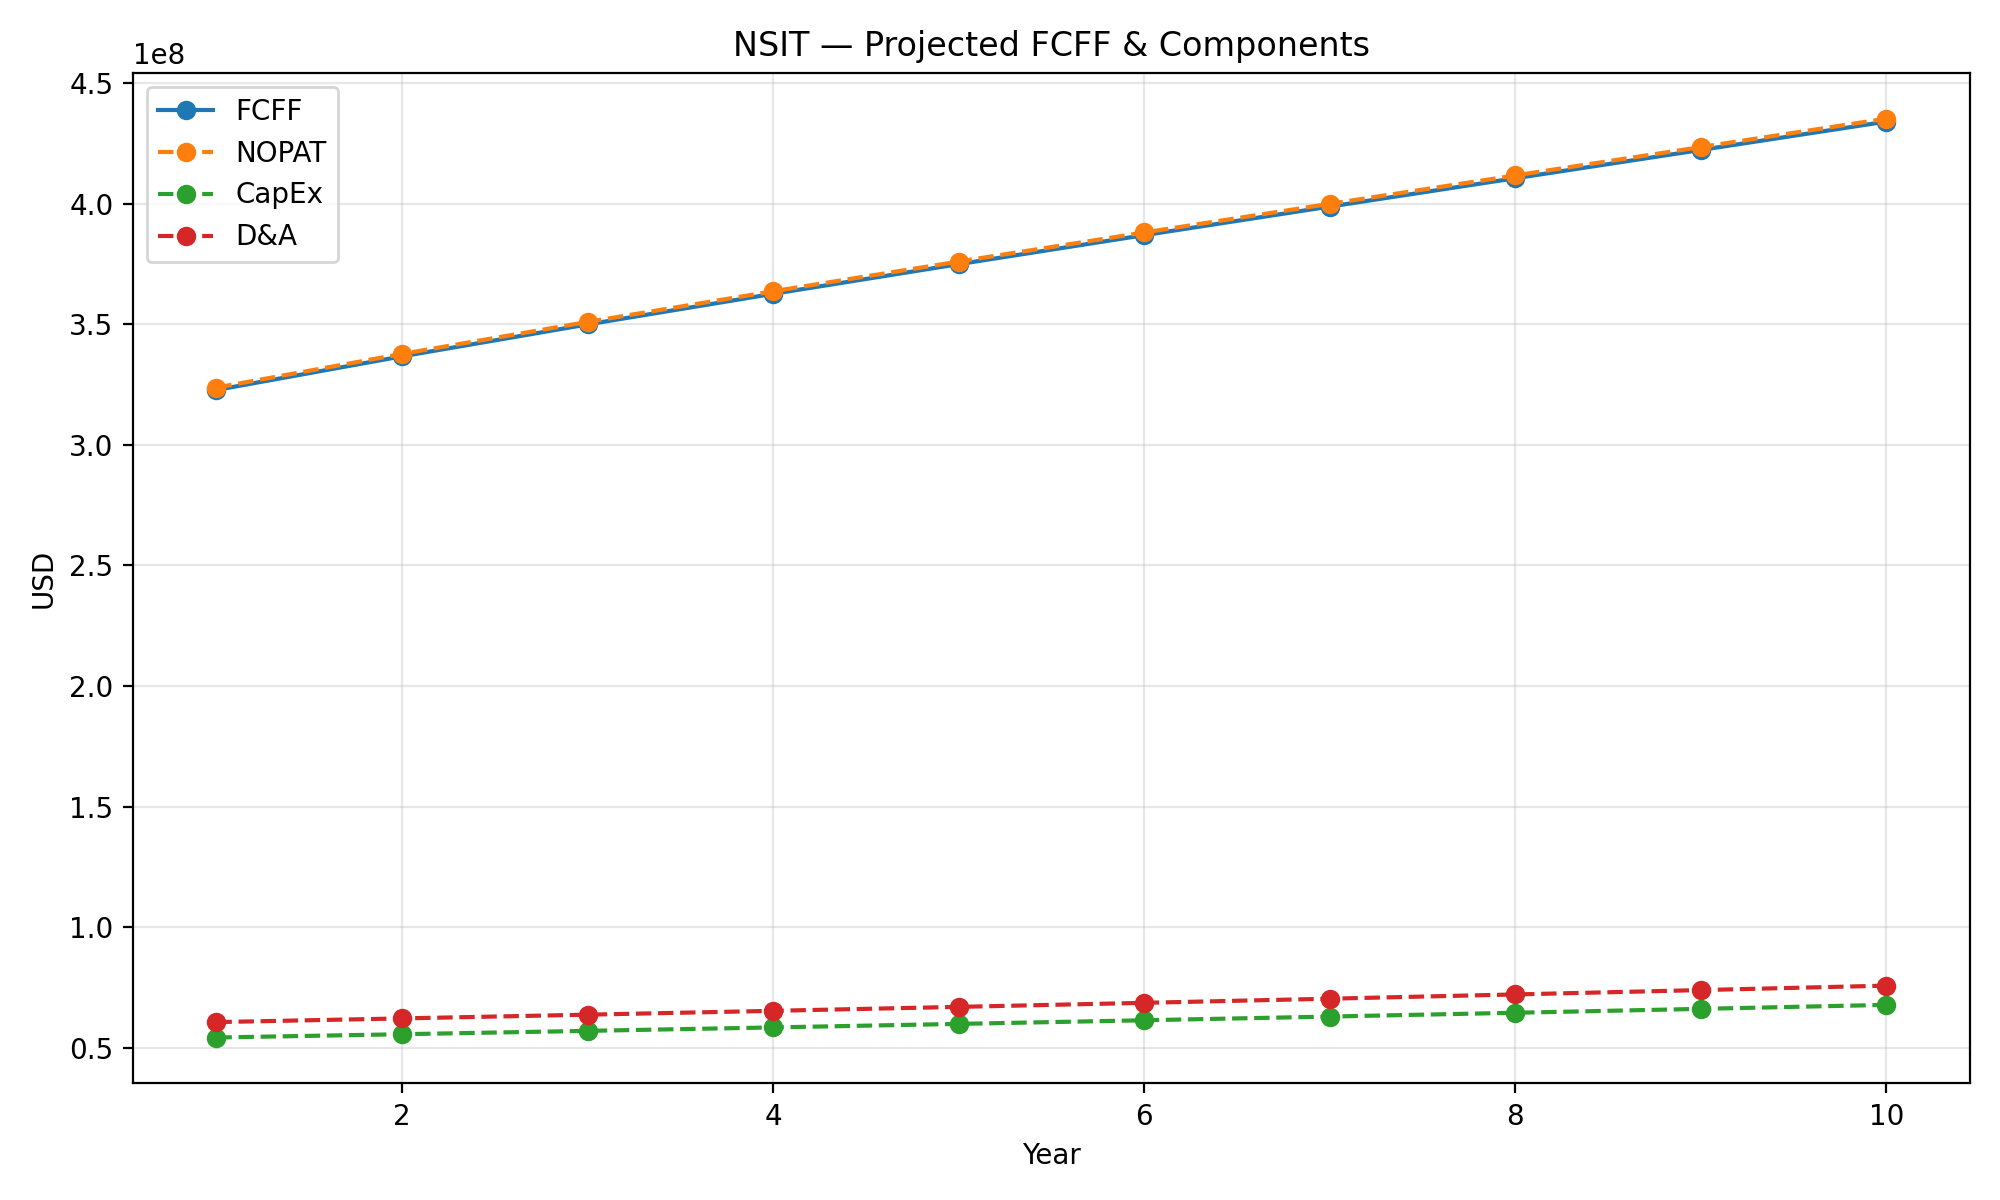 NSIT — Projected FCFF & Components
1e8
4.5
4.0
3.5
3.0
2.5
2.0
1.5
1.0
0.5
USD
FCFF
NOPAT
CapEx
D&A
2
4
6
8
10
Year